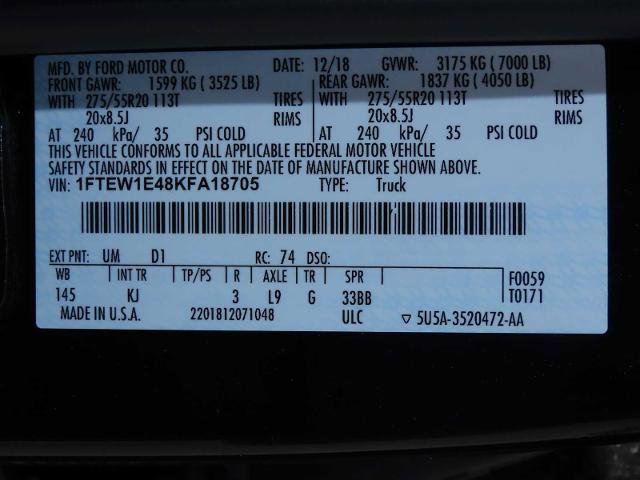 MFD. BY FORD MOTOR CO. DATE: 12/18 GVWR: 3175 KG ( 7000 LB)
FRONT GAWR: 1599 KG ( 3525 LB) REAR GAWR: 1837 KG ( 4050 LB)
WITH 275/55R20 113T TIRES WITH 275/55R20 113T TIRES
20x8.5J RIMS 20x8.5J RIMS
AT 240 kPa/ 35 PSI COLD AT 240 kPa/ 35 PSI COLD
THIS VEHICLE CONFORMS TO ALL APPLICABLE FEDERAL MOTOR VEHICLE
SAFETY STANDARDS IN EFFECT ON THE DATE OF MANUFACTURE SHOWN ABOVE.
VIN: 1FTEW1E48KFA18705 TYPE: Truck
EXT PNT: UM D1 RC: 74 DSO:
WB INT TR TP/PS R AXLE TR SPR F0059
145 KJ 3 L9 G 33BB T0171
MADE IN U.S.A. 2201812071048 ULC ▽ 5U5A-3520472-AA